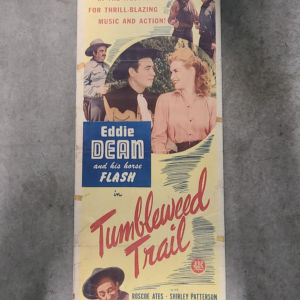 FOR THRILL-BLAZING
MUSIC AND ACTION!
Eddie
DEAN
and his horse
FLASH
in
Tumbleweed
Trail
ROSCOE ATES
SHIRLEY PATTERSON